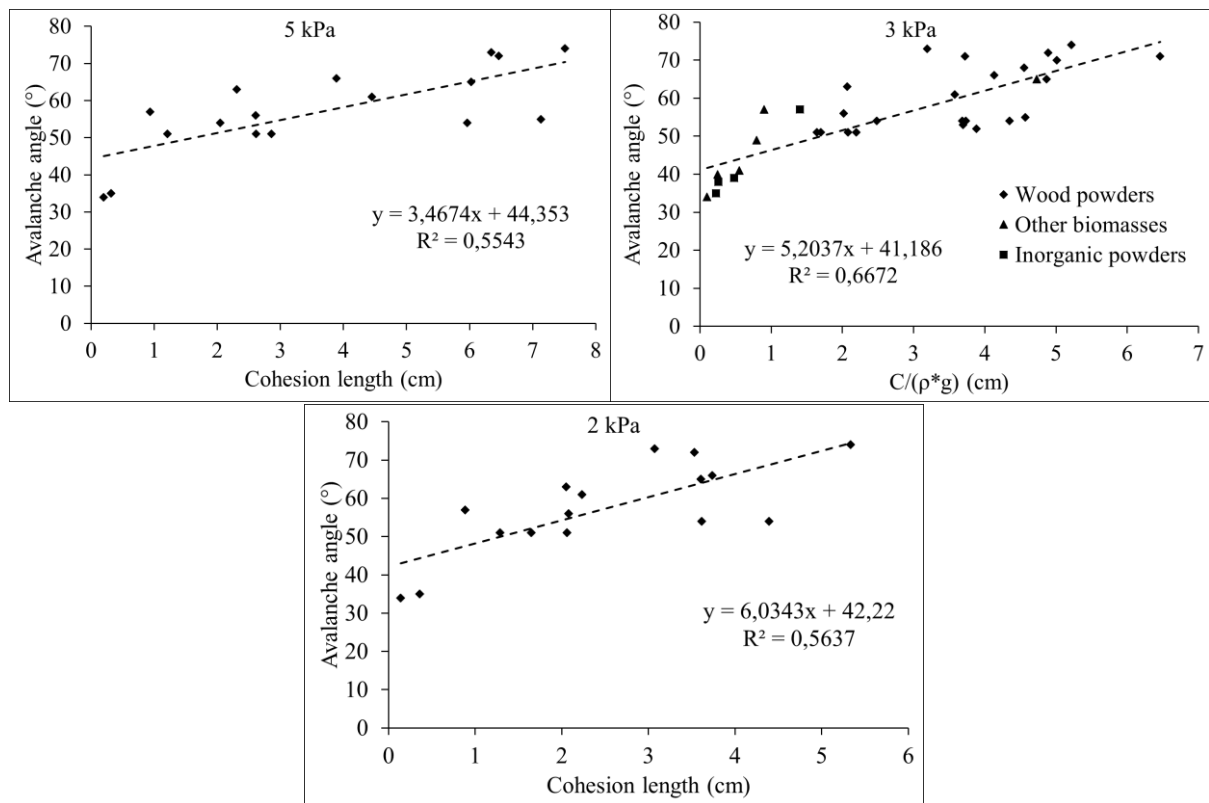 5 kPa
80
70
60
50
40
30
20
10
0
Avalanche angle (°)
y = 3,4674x + 44,353
R² = 0,5543
0 1 2 3 4 5 6 7 8
Cohesion length (cm)
3 kPa
80
70
60
50
40
30
20
10
0
Avalanche angle (°)
Wood powders
Other biomasses
Inorganic powders
y = 5,2037x + 41,186
R² = 0,6672
0 1 2 3 4 5 6 7
C/(ρ*g) (cm)
2 kPa
80
70
60
50
40
30
20
10
0
Avalanche angle (°)
y = 6,0343x + 42,22
R² = 0,5637
0 1 2 3 4 5 6
Cohesion length (cm)